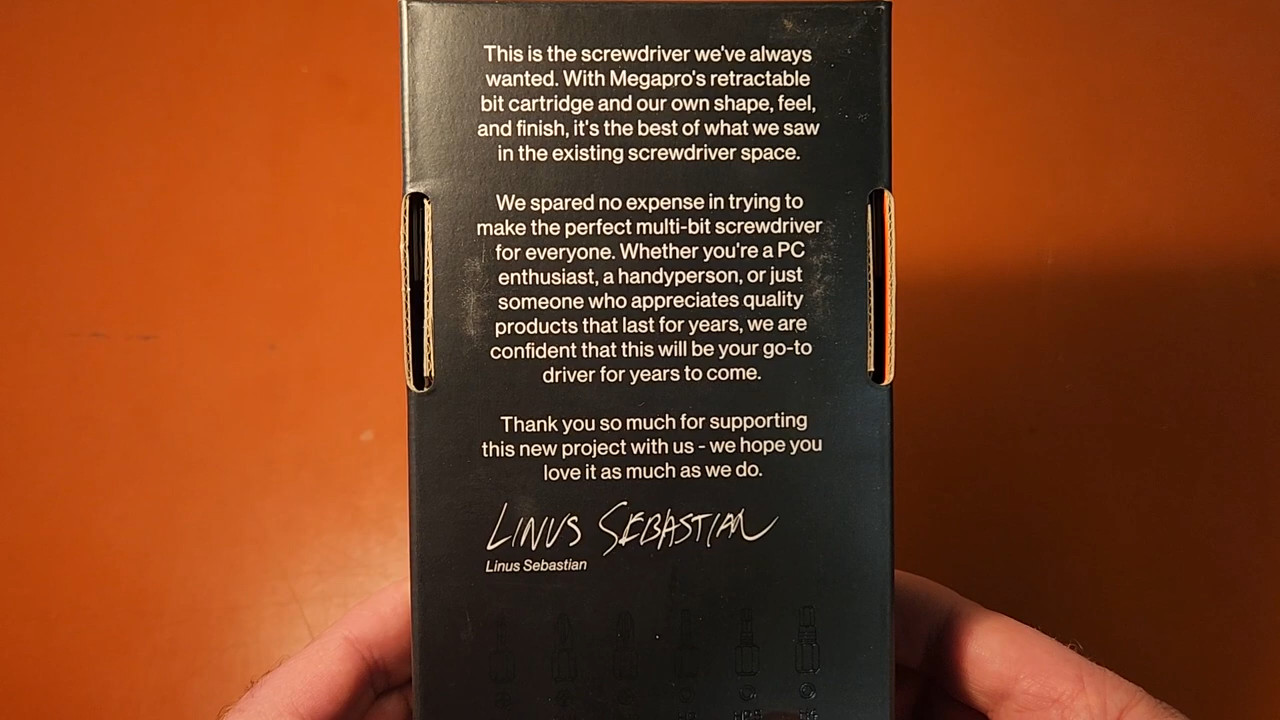 This is the screwdriver we've always
wanted. With Megapro's retractable
bit cartridge and our own shape, feel,
and finish, it's the best of what we saw
in the existing screwdriver space.
We spared no expense in trying to
make the perfect multi-bit screwdriver
for everyone. Whether you're a PC
enthusiast, a handyperson, or just
someone who appreciates quality
products that last for years, we are
confident that this will be your go-to
driver for years to come.
Thank you so much for supporting
this new project with us - we hope you
love it as much as we do.
LINUS SEBASTIAN
Linus Sebastian